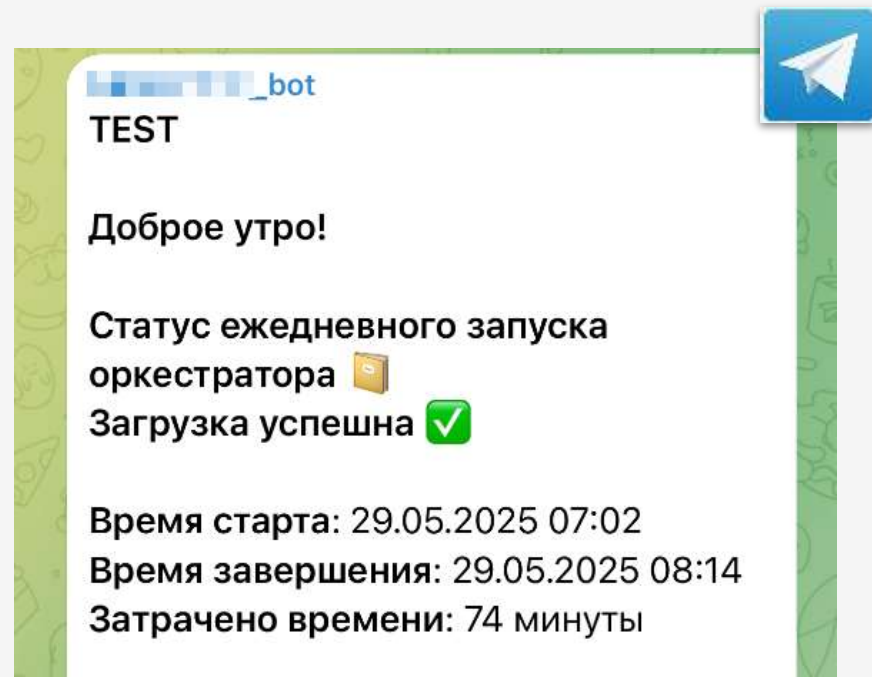 _bot
TEST
Доброе утро!
Статус ежедневного запуска
оркестратора
Загрузка успешна
Время старта: 29.05.2025 07:02
Время завершения: 29.05.2025 08:14
Затрачено времени: 74 минуты